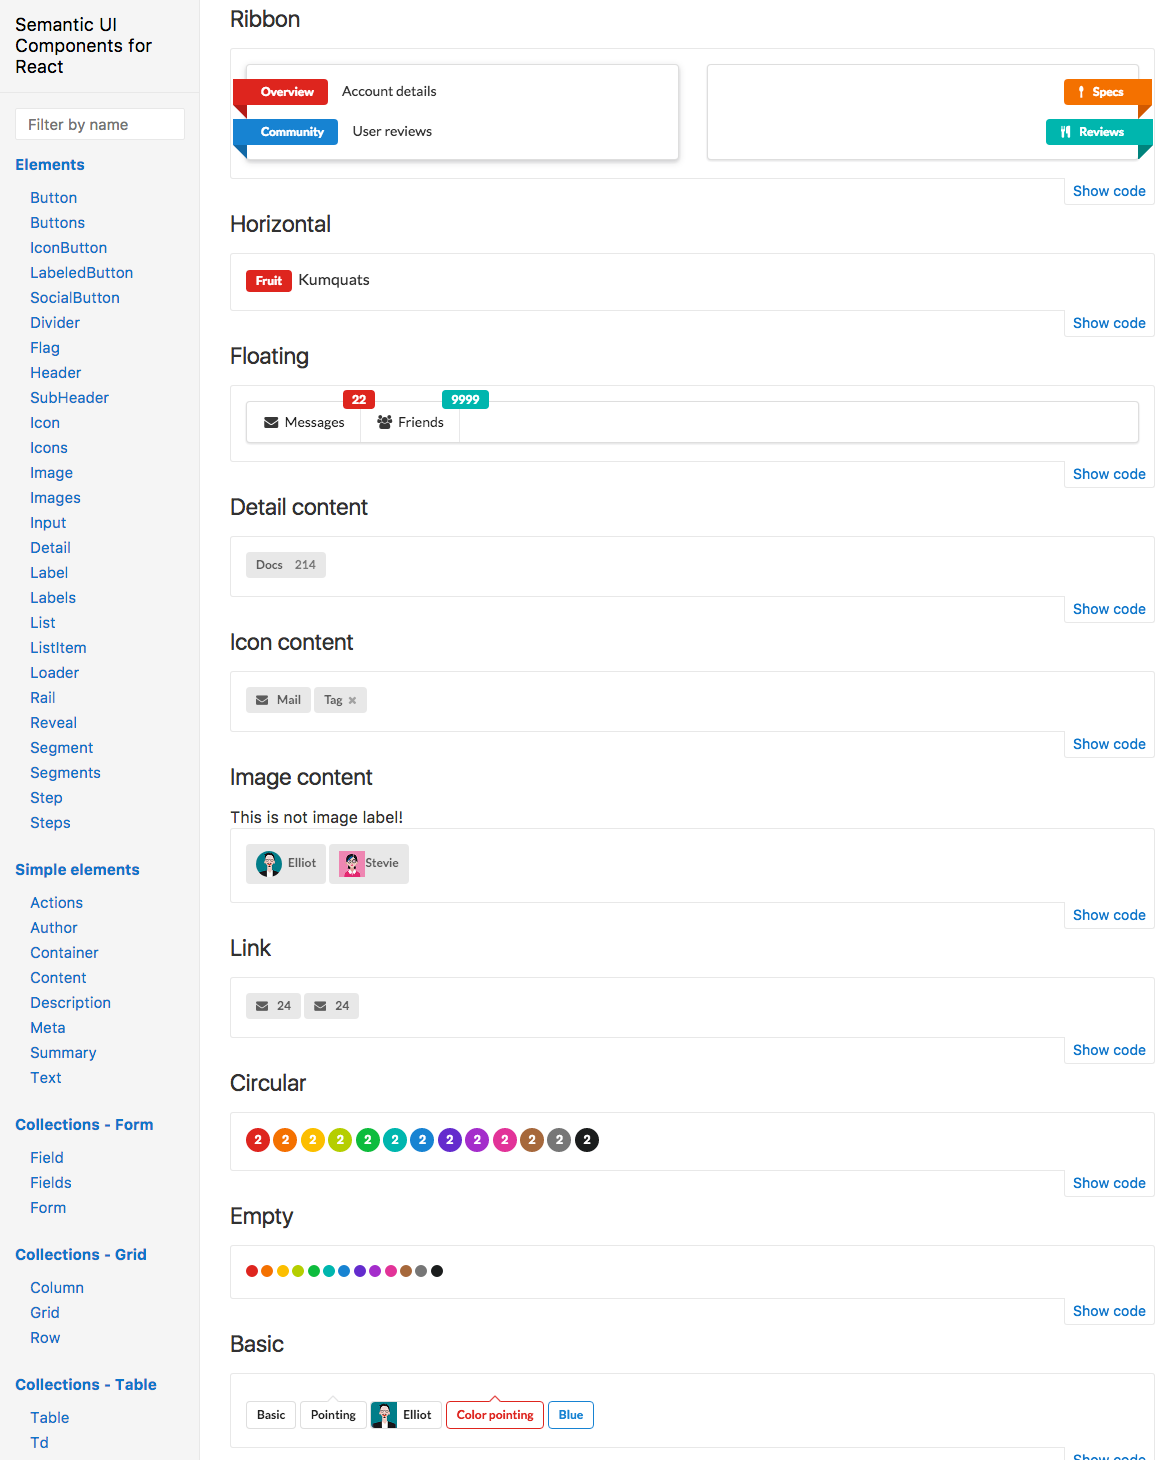 Semantic UI
Components for
React
Filter by name
Elements
Button
Buttons
IconButton
LabeledButton
SocialButton
Divider
Flag
Header
SubHeader
Icon
Icons
Image
Images
Input
Detail
Label
Labels
List
ListItem
Loader
Rail
Reveal
Segment
Segments
Step
Steps
Simple elements
Actions
Author
Container
Content
Description
Meta
Summary
Text
Collections - Form
Field
Fields
Form
Collections - Grid
Column
Grid
Row
Collections - Table
Table
Td
Ribbon
Overview Account details
Community User reviews
Specs
Reviews
Show code
Horizontal
Fruit Kumquats
Show code
Floating
22 9999
Messages Friends
Show code
Detail content
Docs 214
Show code
Icon content
Mail Tag
Show code
Image content
This is not image label!
Elliot Stevie
Show code
Link
24 24
Show code
Circular
2 2 2 2 2 2 2 2 2 2 2 2 2
Show code
Empty
Show code
Basic
Basic Pointing Elliot Color pointing Blue
Show code